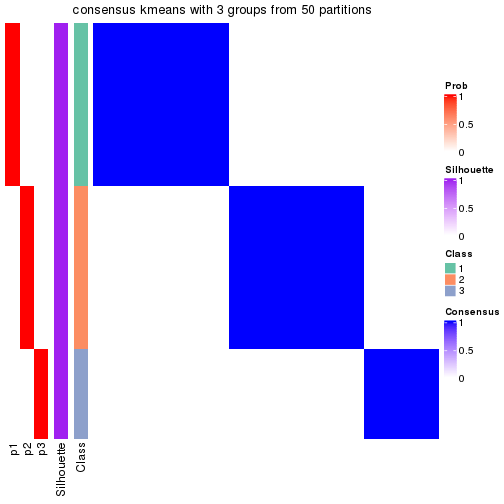 consensus kmeans with 3 groups from 50 partitions
Prob
1
0.5
0
Silhouette
1
0.5
0
Class
1
2
3
Consensus
1
0.5
0
p1
p2
p3
Silhouette
Class